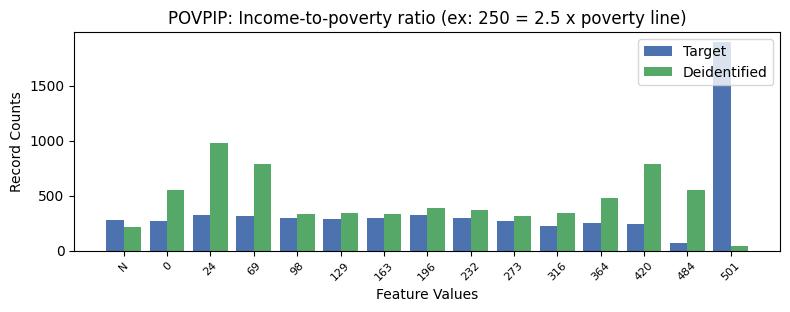 POVPIP: Income-to-poverty ratio (ex: 250 = 2.5 x poverty line)
Target
Deidentified
Record Counts
1500
1000
500
0
N 0 24 69 98 129 163 196 232 273 316 364 420 484 501
Feature Values